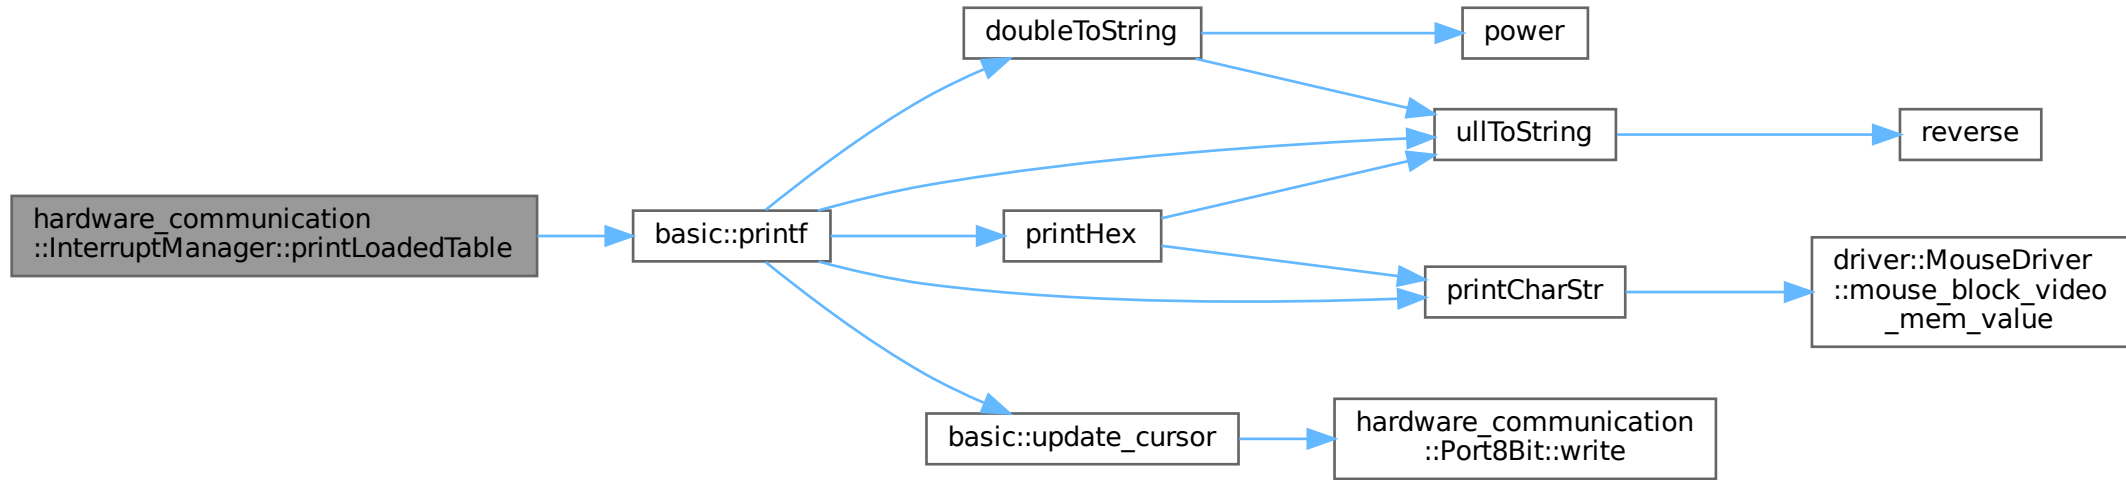 hardware_communication
::InterruptManager::printLoadedTable
basic::printf
doubleToString
power
ullToString
reverse
printHex
printCharStr
driver::MouseDriver
::mouse_block_video
_mem_value
basic::update_cursor
hardware_communication
::Port8Bit::write